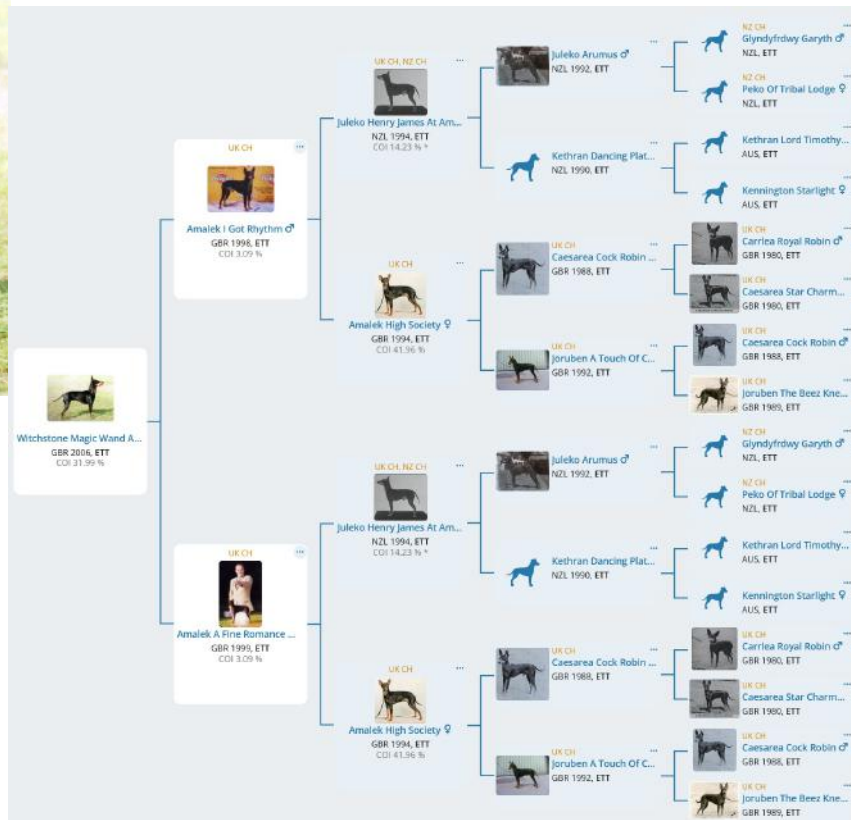 Witchstone Magic Wand A...
GBR 2006, ETT
COI 31.99 %
UK CH
Amalek I Got Rhythm ♂
GBR 1998, ETT
COI 3.09 %
UK CH
Amalek A Fine Romance ...
GBR 1999, ETT
COI 3.09 %
UK CH, NZ CH
Juleko Henry James At Am...
NZL 1994, ETT
COI 14.23 % *
UK CH
Amalek High Society ♀
GBR 1994, ETT
COI 41.96 %
UK CH, NZ CH
Juleko Henry James At Am...
NZL 1994, ETT
COI 14.23 % *
UK CH
Amalek High Society ♀
GBR 1994, ETT
COI 41.96 %
Juleko Arumus ♂
NZL 1992, ETT
Kethran Dancing Plat...
NZL 1990, ETT
UK CH
Caesarea Cock Robin ...
GBR 1988, ETT
UK CH
Joruben A Touch Of C...
GBR 1992, ETT
Juleko Arumus ♂
NZL 1992, ETT
Kethran Dancing Plat...
NZL 1990, ETT
UK CH
Caesarea Cock Robin ...
GBR 1988, ETT
UK CH
Joruben A Touch Of C...
GBR 1992, ETT
NZ CH
Glyndyfrdwy Garyth ♂
NZL, ETT
NZ CH
Peko Of Tribal Lodge ♀
NZL, ETT
Kethran Lord Timothy...
AUS, ETT
Kennington Starlight ♀
AUS, ETT
UK CH
Carriea Royal Robin ♂
GBR 1980, ETT
UK CH
Caesarea Star Charm...
GBR 1980, ETT
UK CH
Caesarea Cock Robin ♂
GBR 1988, ETT
UK CH
Joruben The Beez Kne...
GBR 1989, ETT
NZ CH
Glyndyfrdwy Garyth ♂
NZL, ETT
NZ CH
Peko Of Tribal Lodge ♀
NZL, ETT
Kethran Lord Timothy...
AUS, ETT
Kennington Starlight ♀
AUS, ETT
UK CH
Carriea Royal Robin ♂
GBR 1980, ETT
UK CH
Caesarea Star Charm...
GBR 1980, ETT
UK CH
Caesarea Cock Robin ♂
GBR 1988, ETT
UK CH
Joruben The Beez Kne...
GBR 1989, ETT